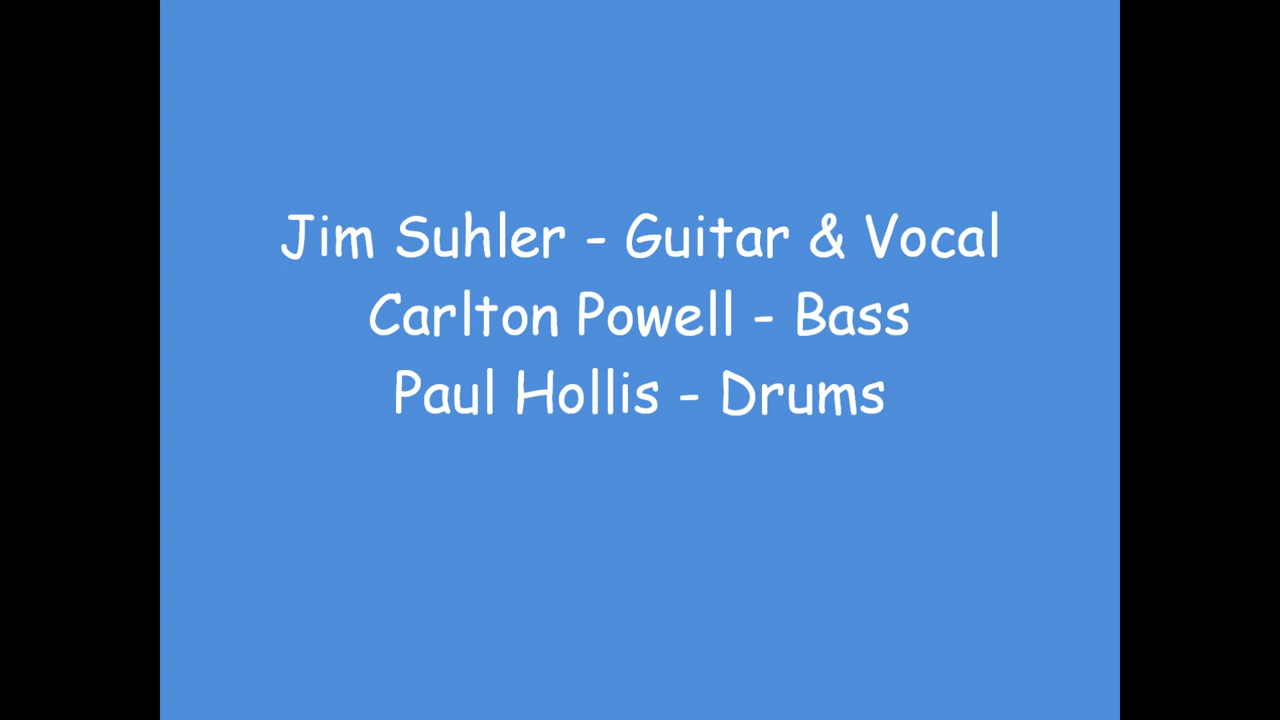 Jim Suhler - Guitar & Vocal
Carlton Powell - Bass
Paul Hollis - Drums